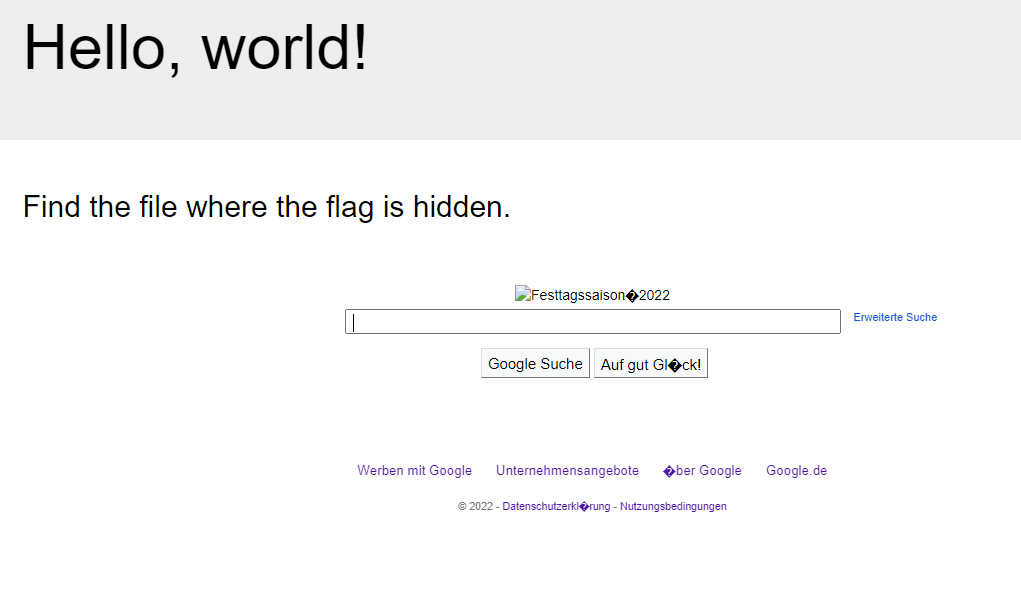 Hello, world!
Find the file where the flag is hidden.
Festtagssaison�2022
Erweiterte Suche
Google Suche Auf gut Gl�ck!
Werben mit Google Unternehmensangebote �ber Google Google.de
© 2022 - Datenschutzerkl�rung - Nutzungsbedingungen